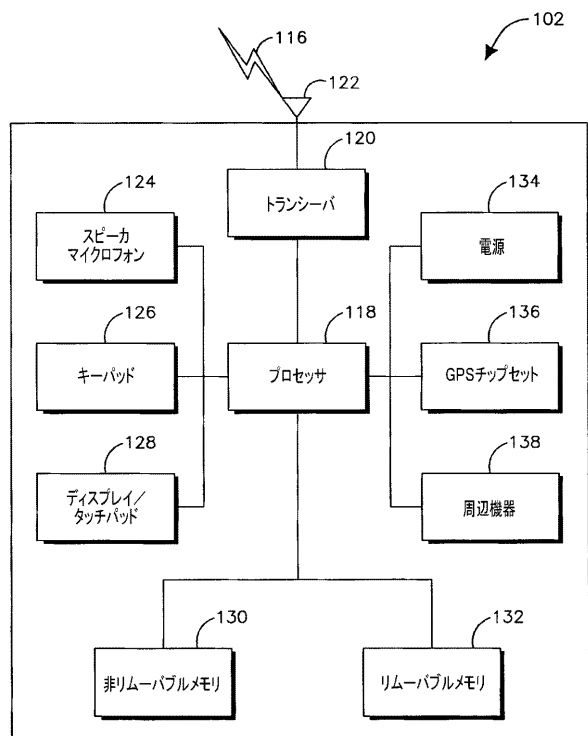 116
102
122
120
トランシーバ
124
スピーカ
マイクロフォン
134
電源
126
キーパッド
118
プロセッサ
136
GPSチップセット
128
ディスプレイ／
タッチパッド
138
周辺機器
130
非リムーバブルメモリ
132
リムーバブルメモリ